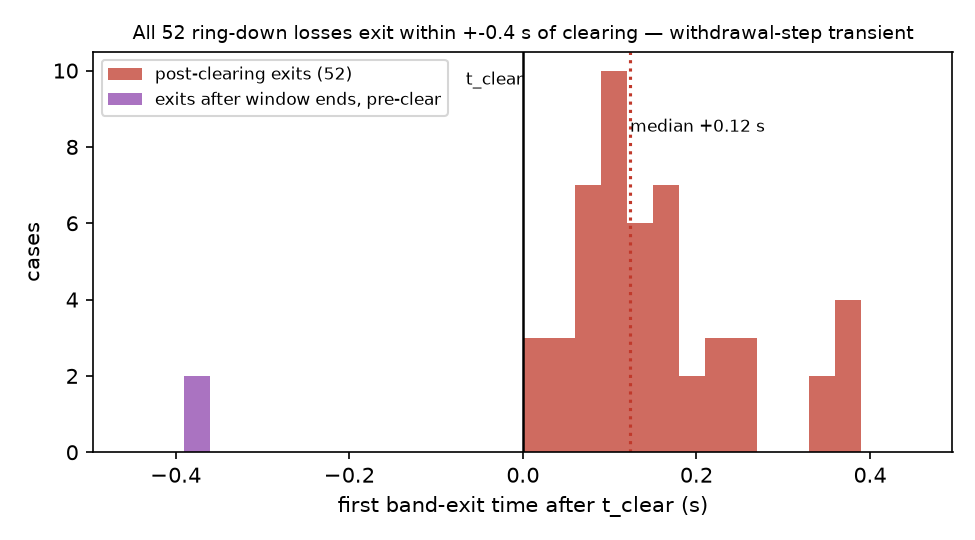 All 52 ring-down losses exit within +-0.4 s of clearing — withdrawal-step transient
post-clearing exits (52)
exits after window ends, pre-clear
t_clear
median +0.12 s
cases
10
8
6
4
2
0
−0.4
−0.2
0.0
0.2
0.4
first band-exit time after t_clear (s)